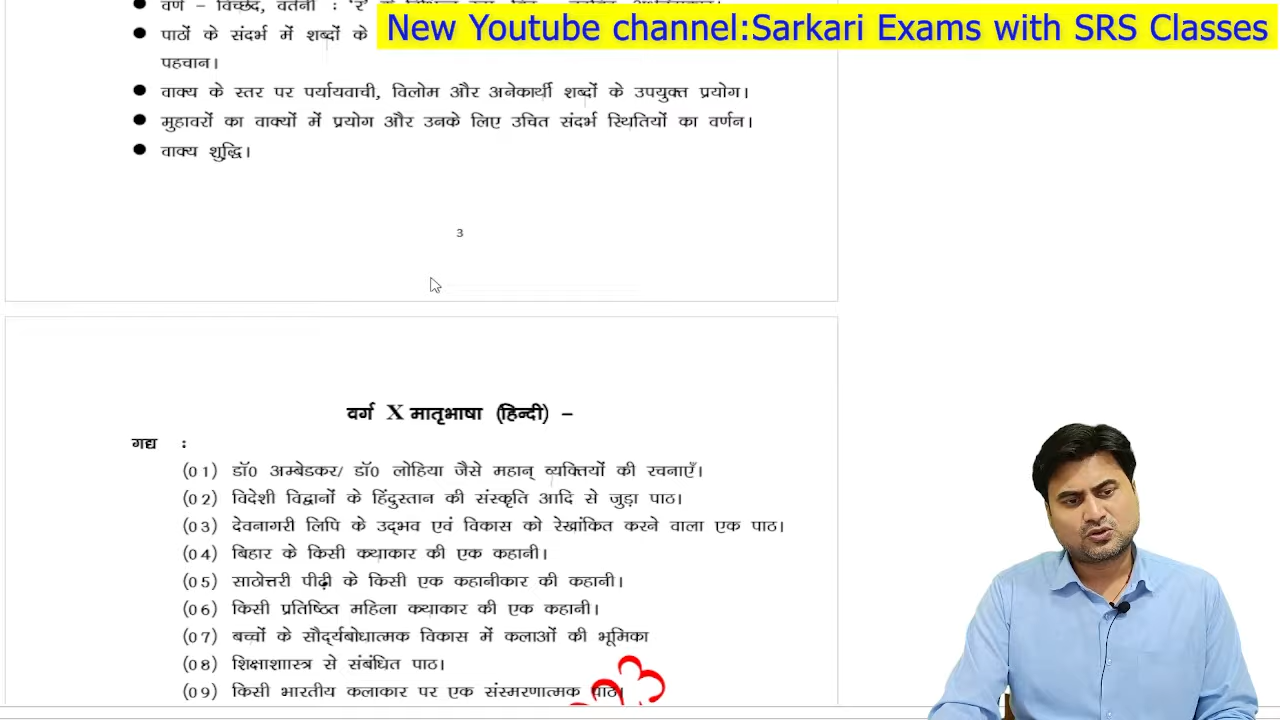 New Youtube channel:Sarkari Exams with SRS Classes
वर्ण – विच्छेद, वर्तनी : 'र' के
पाठों के संदर्भ में शब्दों के
पहचान।
वाक्य के स्तर पर पर्यायवाची, विलोम और अनेकार्थी शब्दों के उपयुक्त प्रयोग।
मुहावरों का वाक्यों में प्रयोग और उनके लिए उचित संदर्भ स्थितियों का वर्णन।
वाक्य शुद्धि।
3
वर्ग X मातृभाषा (हिन्दी) –
गद्य :
(01) डॉ0 अम्बेडकर/ डॉ0 लोहिया जैसे महान् व्यक्तियों की रचनाएँ।
(02) विदेशी विद्वानों के हिंदुस्तान की संस्कृति आदि से जुड़ा पाठ।
(03) देवनागरी लिपि के उद्भव एवं विकास को रेखांकित करने वाला एक पाठ।
(04) बिहार के किसी कथाकार की एक कहानी।
(05) साठोत्तरी पीढ़ी के किसी एक कहानीकार की कहानी।
(06) किसी प्रतिष्ठित महिला कथाकार की एक कहानी।
(07) बच्चों के सौंदर्यबोधात्मक विकास में कलाओं की भूमिका
(08) शिक्षाशास्त्र से संबंधित पाठ।
(09) किसी भारतीय कलाकार पर एक संस्मरणात्मक पाठ।